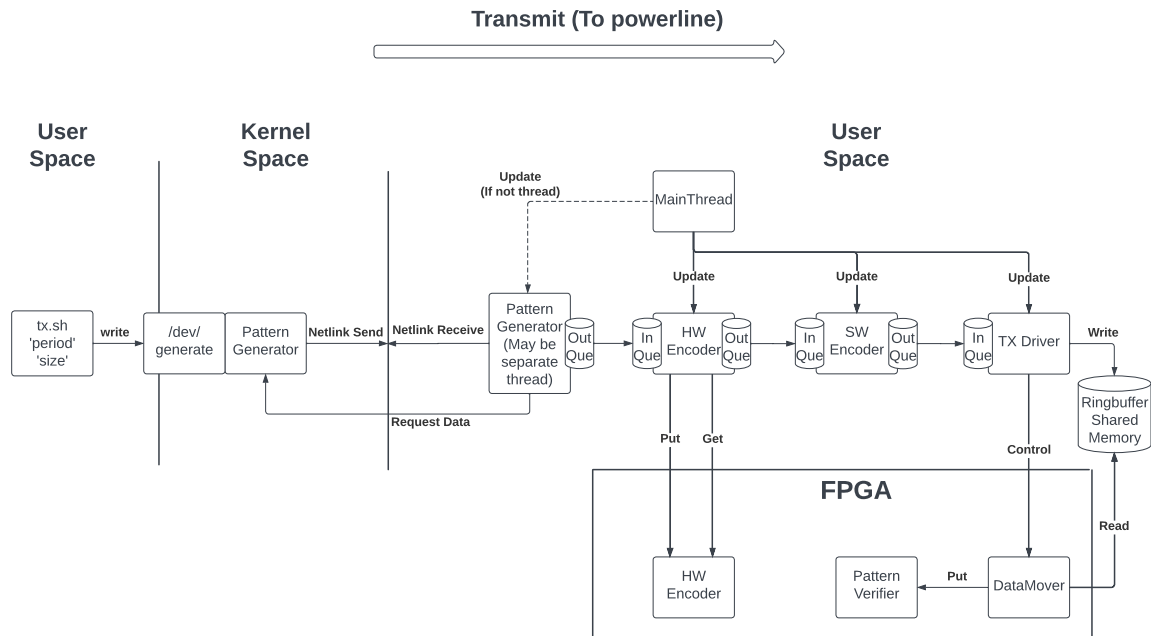 Transmit (To powerline)
User
Space
Kernel
Space
User
Space
Update
(If not thread)
MainThread
Update
Update
Update
tx.sh
'period'
'size'
write
/dev/
generate
Pattern
Generator
Netlink Send
Netlink Receive
Pattern
Generator
(May be
separate
thread)
Out
Que
In
Que
HW
Encoder
Out
Que
In
Que
SW
Encoder
Out
Que
In
Que
TX Driver
Write
Ringbuffer
Shared
Memory
Request Data
Put
Get
Control
FPGA
Read
HW
Encoder
Pattern
Verifier
Put
DataMover